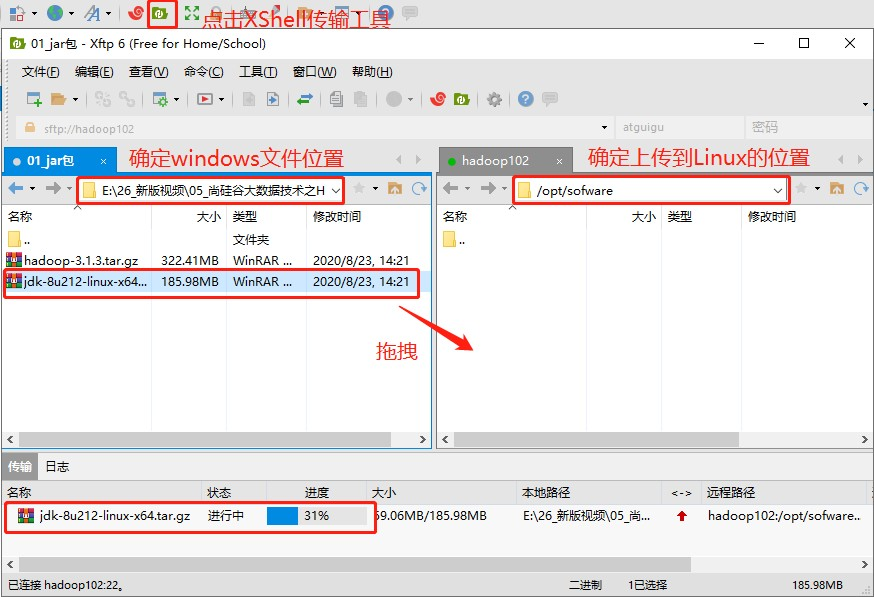 点击XShell传输工具
01_jar包 - Xftp 6 (Free for Home/School)
文件(F) 编辑(E) 查看(V) 命令(C) 工具(T) 窗口(W) 帮助(H)
sftp://hadoop102 atguigu 密码
01_jar包 × 确定windows文件位置 hadoop102 × 确定上传到Linux的位置
E:\26_新版视频\05_尚硅谷大数据技术之H /opt/sofware
名称 大小 类型 修改时间 名称 大小 类型 修改时间
.. 文件夹 ..
hadoop-3.1.3.tar.gz 322.41MB WinRAR ... 2020/8/23, 14:21
jdk-8u212-linux-x64... 185.98MB WinRAR ... 2020/8/23, 14:21
拖拽
传输 日志
名称 状态 进度 大小 本地路径 <-> 远程路径
jdk-8u212-linux-x64.tar.gz 进行中 31% 59.06MB/185.98MB E:\26_新版视频\05_尚... hadoop102:/opt/sofware...
已连接 hadoop102:22。 二进制 1已选择 185.98MB